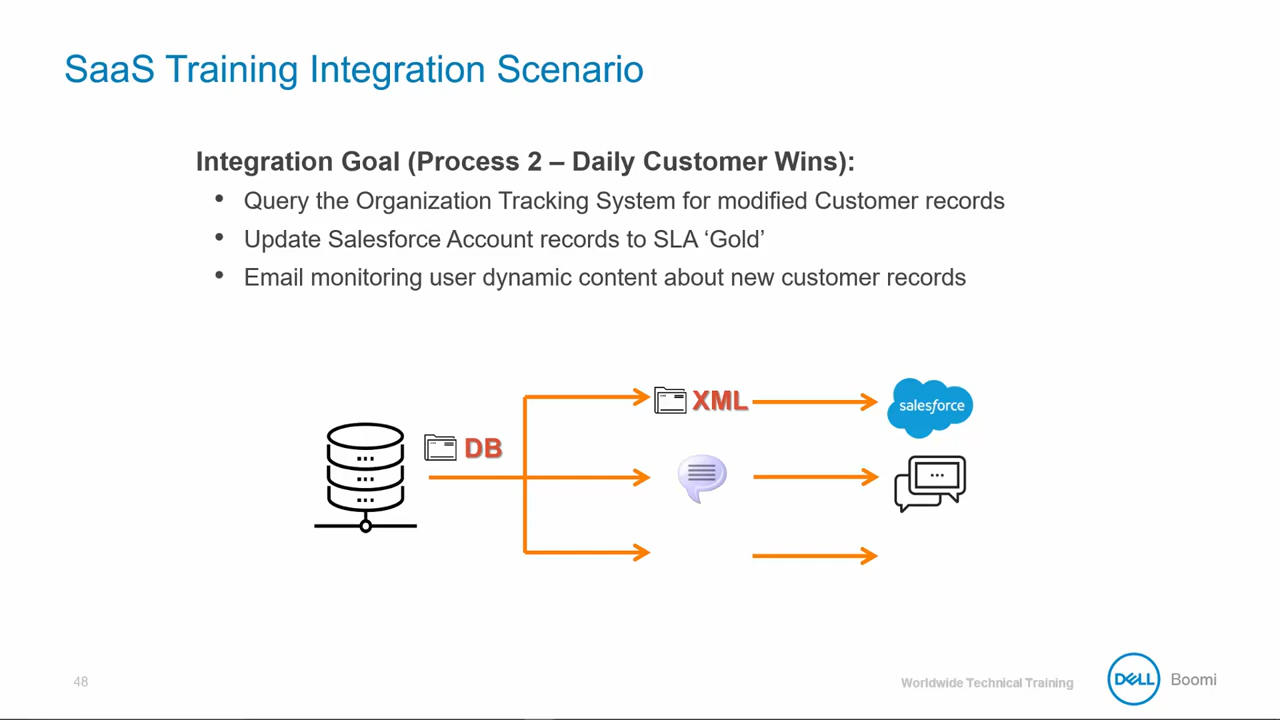 SaaS Training Integration Scenario
Integration Goal (Process 2 – Daily Customer Wins):
• Query the Organization Tracking System for modified Customer records
• Update Salesforce Account records to SLA ‘Gold’
• Email monitoring user dynamic content about new customer records
XML
salesforce
DB
48
Worldwide Technical Training
DELL Boomi